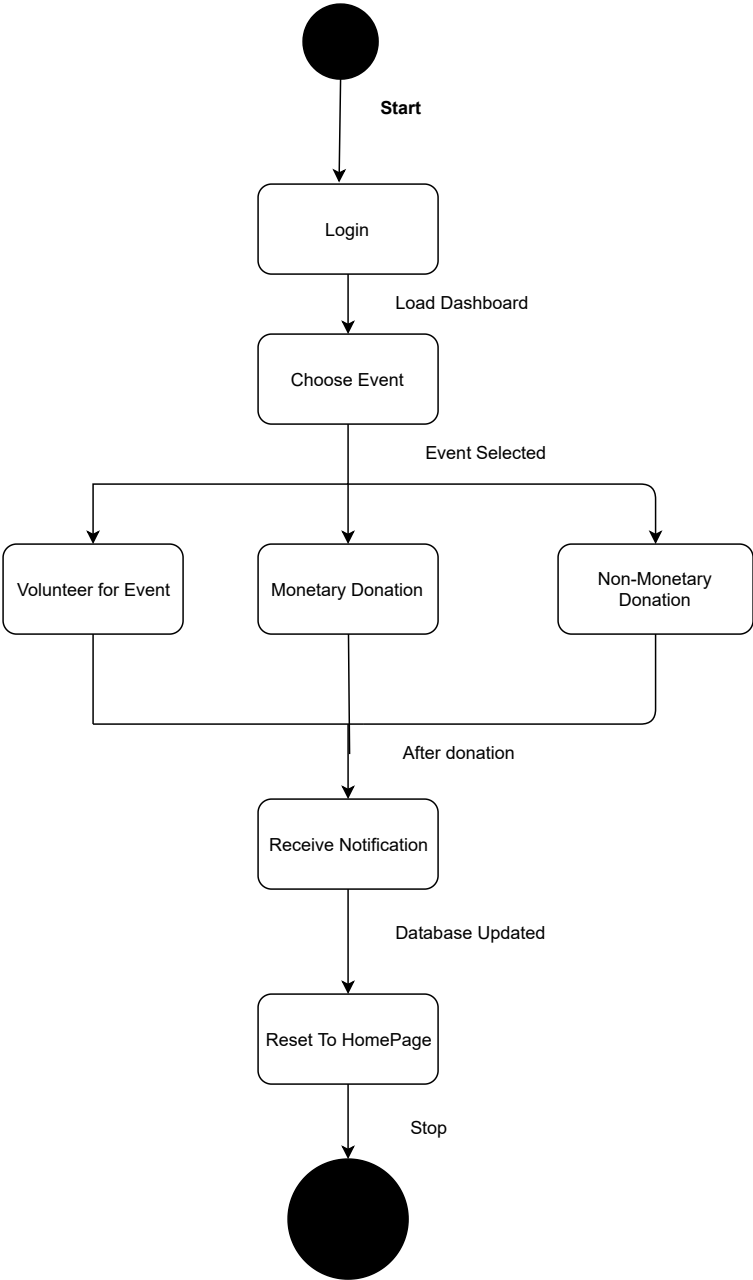 Start
Login
Load Dashboard
Choose Event
Event Selected
Volunteer for Event
Monetary Donation
Non-Monetary
Donation
After donation
Receive Notification
Database Updated
Reset To HomePage
Stop